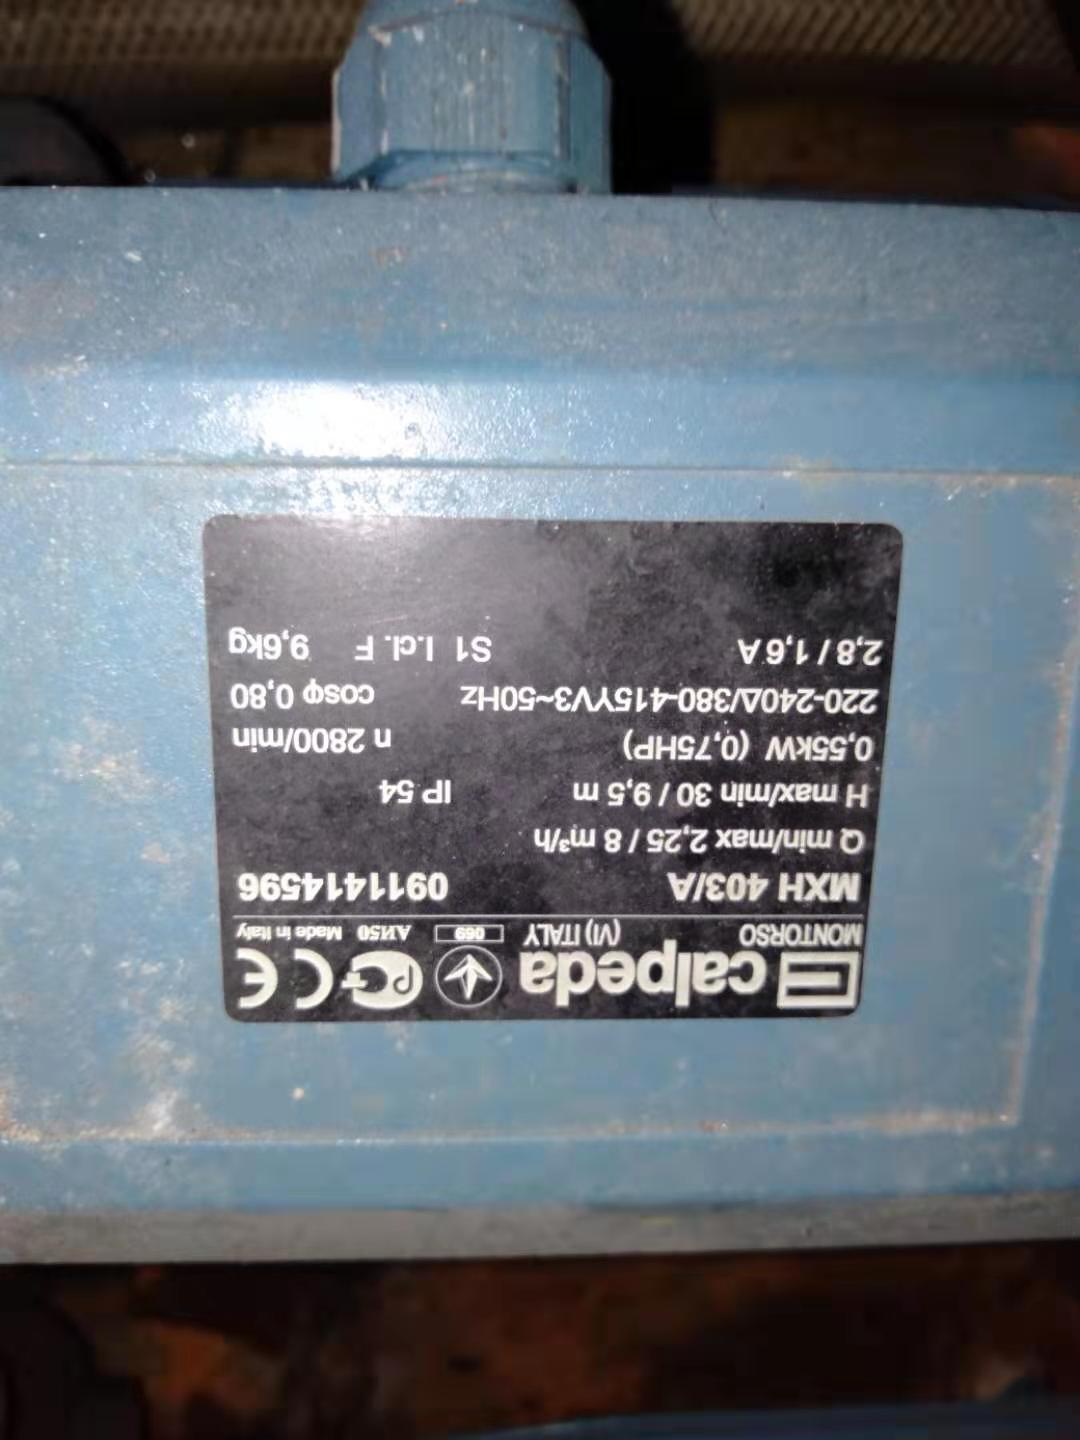 calpeda
MONTORSO (VI) ITALY 069 АИ50 Made in Italy
MXH 403/A 0911414596
Q min/max 2,25 / 8 m³/h
H max/min 30 / 9,5 m IP 54
0,55kW (0,75HP) n 2800/min
220-240Δ/380-415YV3~50Hz cosφ 0,80
2,8 / 1,6 A S1 I.cl. F 9,6kg